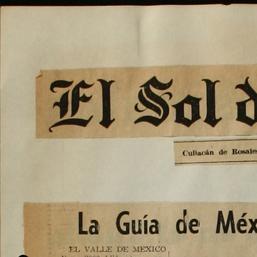 El Sol d
Culiacán de Rosale
La Guía de Méx
EL VALLE DE MEXICO